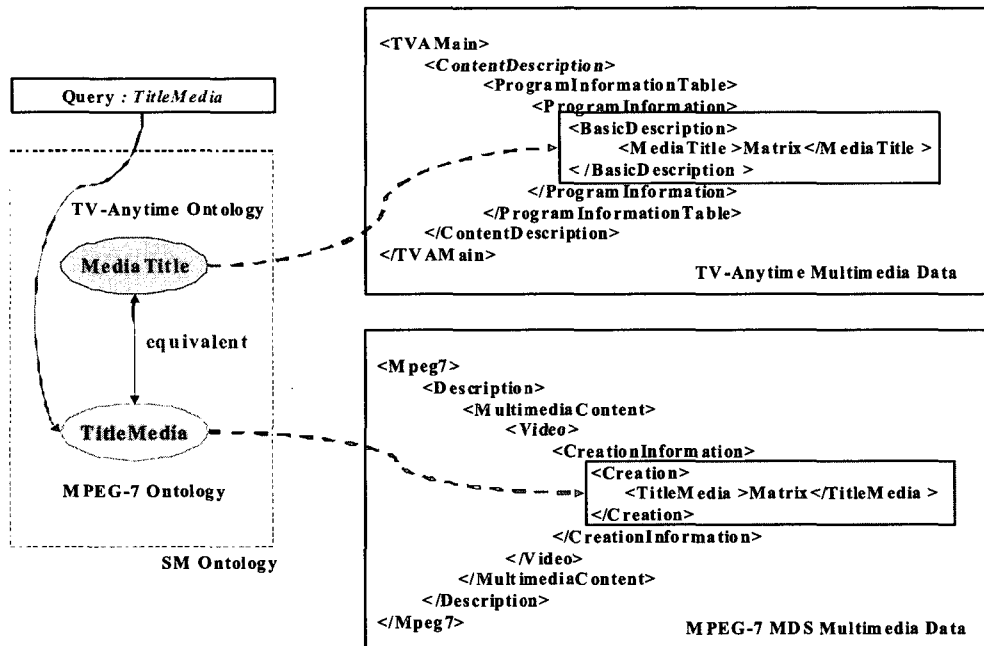 Query : TitleMedia
TV-Anytime Ontology
MediaTitle
equivalent
TitleMedia
MPEG-7 Ontology
SM Ontology
<TVAMain>
<ContentDescription>
<ProgramInformationTable>
<ProgramInformation>
<BasicDescription>
<MediaTitle >Matrix</MediaTitle >
</BasicDescription >
</ProgramInformation>
</ProgramInformationTable>
</ContentDescription>
</TVAMain>
TV-Anytime Multimedia Data
<Mpeg7>
<Description>
<MultimediaContent>
<Video>
<CreationInformation>
<Creation>
<TitleMedia >Matrix</TitleMedia >
</Creation>
</CreationInformation>
</Video>
</MultimediaContent>
</Description>
</Mpeg7>
MPEG-7 MDS Multimedia Data